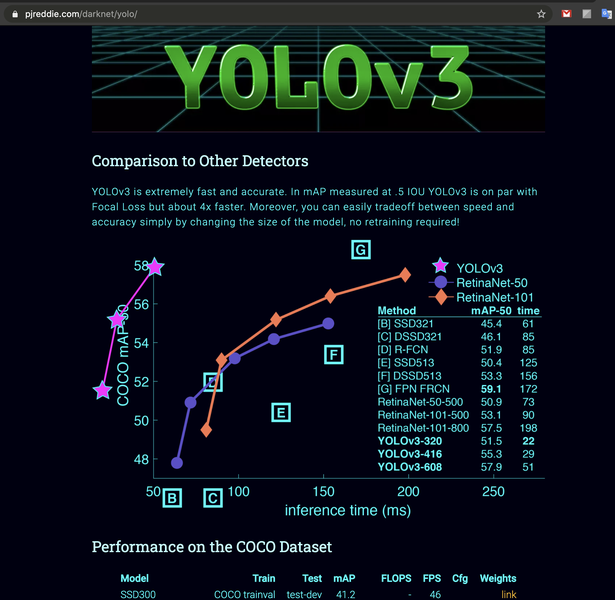 pjreddie.com/darknet/yolo/
YOLOv3
Comparison to Other Detectors
YOLOv3 is extremely fast and accurate. In mAP measured at .5 IOU YOLOv3 is on par with
Focal Loss but about 4x faster. Moreover, you can easily tradeoff between speed and
accuracy simply by changing the size of the model, no retraining required!
G
58
YOLOv3
RetinaNet-50
RetinaNet-101
56
54
52
50
48
COCO mAP-50
D
F
E
Method mAP-50 time
[B] SSD321 45.4 61
[C] DSSD321 46.1 85
[D] R-FCN 51.9 85
[E] SSD513 50.4 125
[F] DSSD513 53.3 156
[G] FPN FRCN 59.1 172
RetinaNet-50-500 50.9 73
RetinaNet-101-500 53.1 90
RetinaNet-101-800 57.5 198
YOLOv3-320 51.5 22
YOLOv3-416 55.3 29
YOLOv3-608 57.9 51
50 100 150 200 250
B C
inference time (ms)
Performance on the COCO Dataset
Model Train Test mAP FLOPS FPS Cfg Weights
SSD300 COCO trainval test-dev 41.2 - 46 link